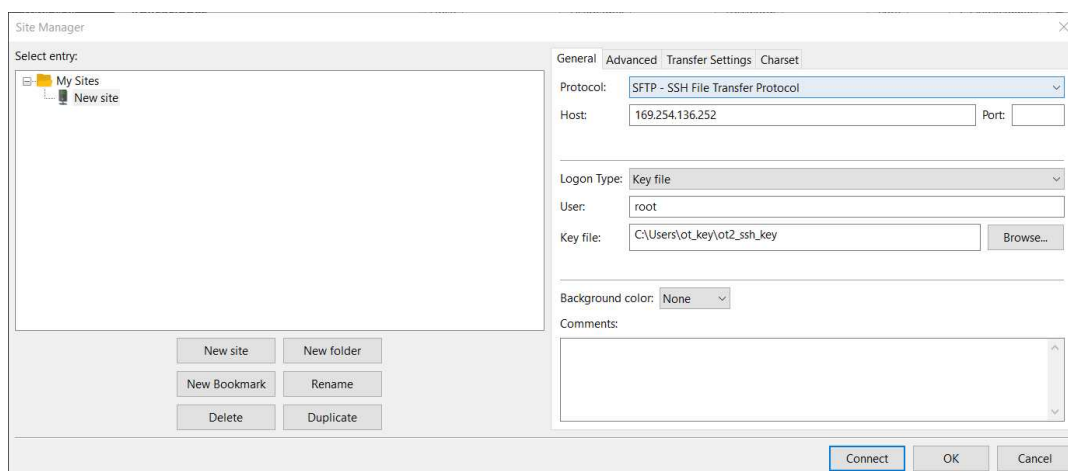 Site Manager
Select entry:
My Sites
New site
New site
New folder
New Bookmark
Rename
Delete
Duplicate
General Advanced Transfer Settings Charset
Protocol: SFTP - SSH File Transfer Protocol
Host: 169.254.136.252 Port:
Logon Type: Key file
User: root
Key file: C:\Users\ot_key\ot2_ssh_key Browse...
Background color: None
Comments:
Connect OK Cancel